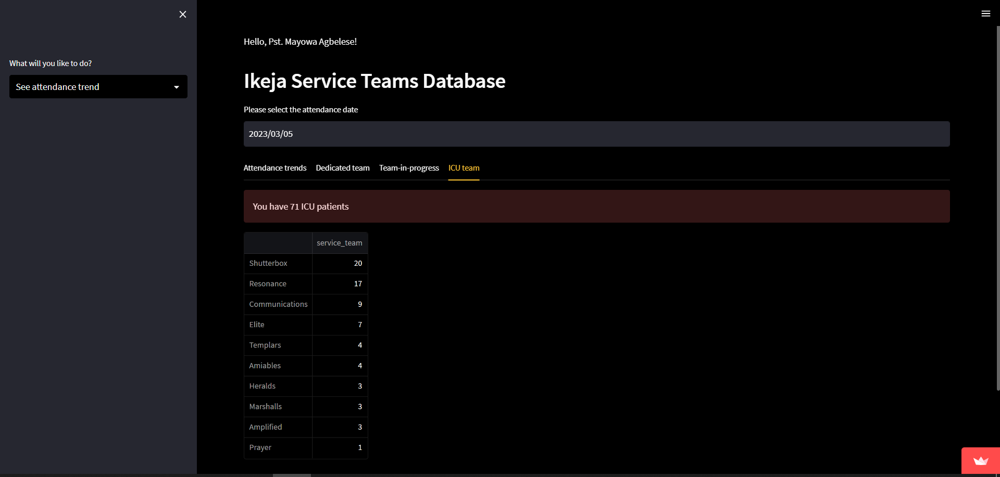 What will you like to do?
See attendance trend
Hello, Pst. Mayowa Agbelese!
Ikeja Service Teams Database
Please select the attendance date
2023/03/05
Attendance trends Dedicated team Team-in-progress ICU team
You have 71 ICU patients
service_team
Shutterbox 20
Resonance 17
Communications 9
Elite 7
Templars 4
Amiables 4
Heralds 3
Marshalls 3
Amplified 3
Prayer 1